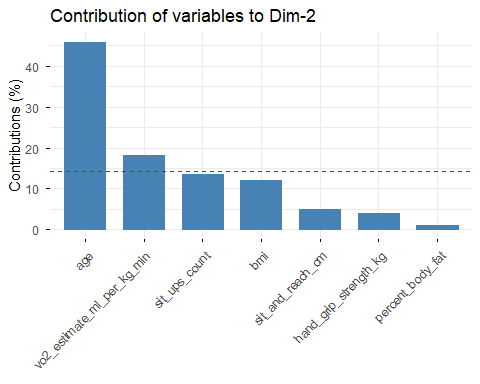 Contribution of variables to Dim-2
Contributions (%)
40
30
20
10
0
age
vo2_estimate_ml_per_kg_min
sit_ups_count
bmi
sit_and_reach_cm
hand_grip_strength_kg
percent_body_fat